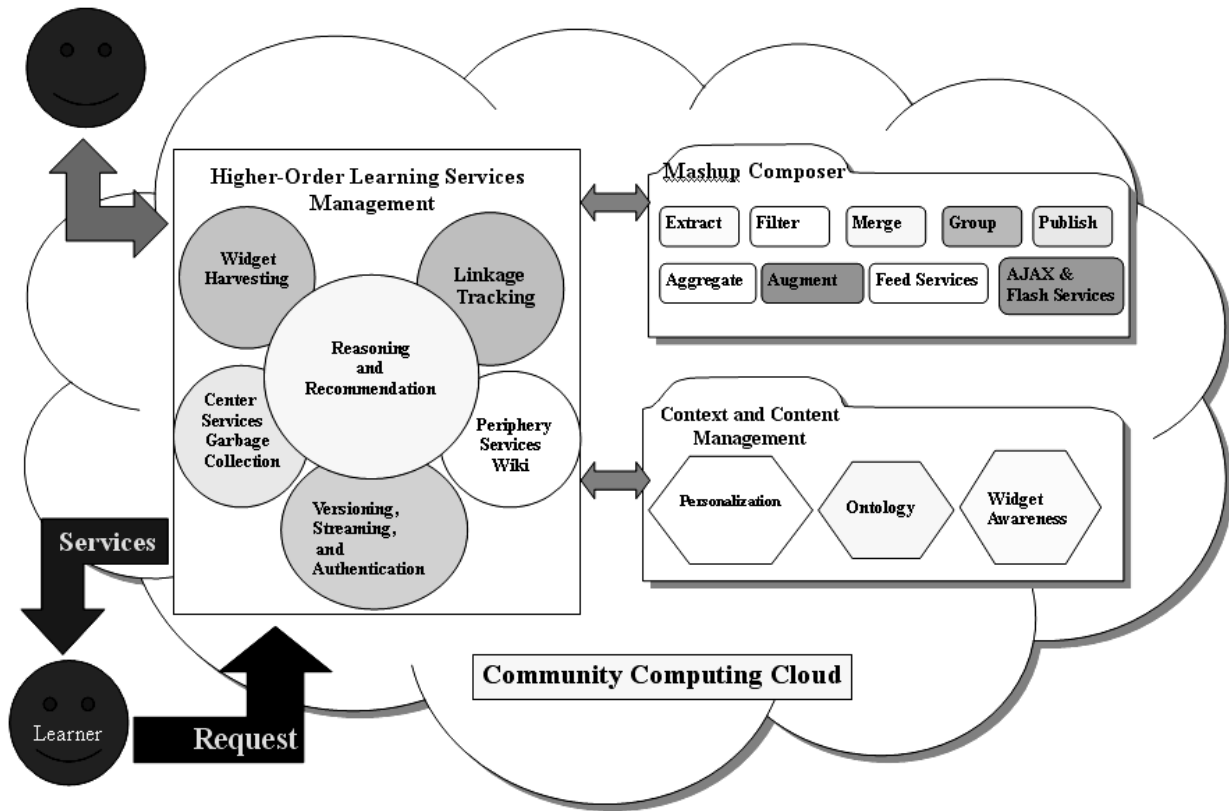 Higher-Order Learning Services
Management
Widget
Harvesting
Linkage
Tracking
Reasoning
and
Recommendation
Center
Services
Garbage
Collection
Periphery
Services
Wiki
Versioning,
Streaming,
and
Authentication
Mashup Composer
Extract
Filter
Merge
Group
Publish
Aggregate
Augment
Feed Services
AJAX &
Flash Services
Context and Content
Management
Personalization
Ontology
Widget
Awareness
Services
Learner
Request
Community Computing Cloud